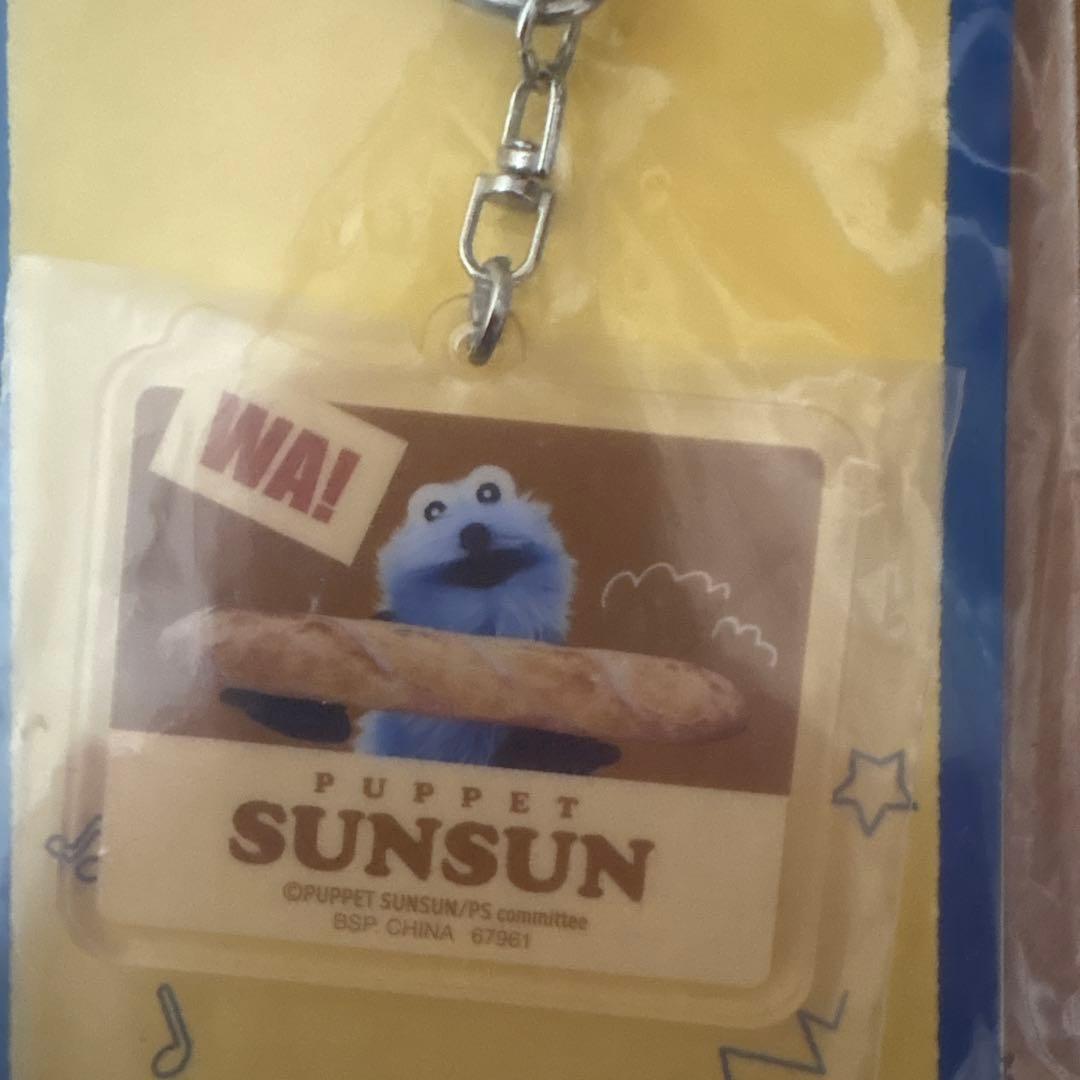 WA!
PUPPET
SUNSUN
©PUPPET SUNSUN/PS committee
BSP. CHINA 67961